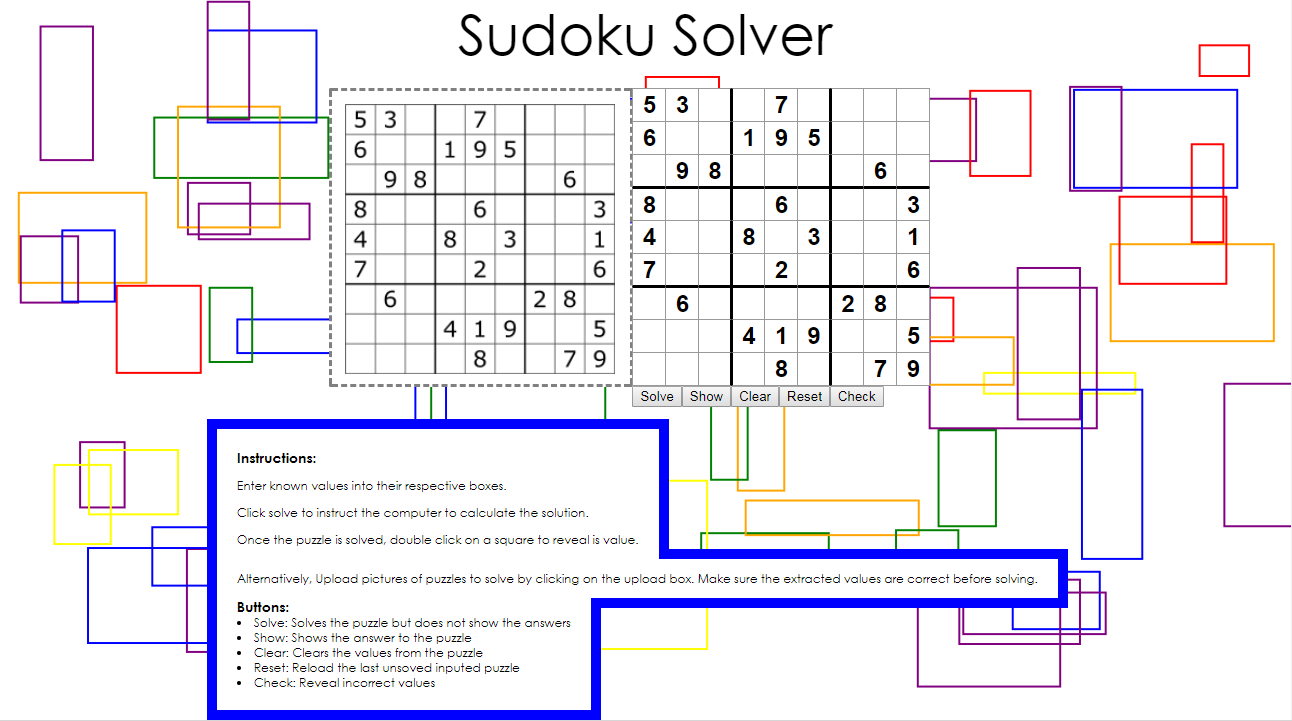 Sudoku Solver
5 3 7
6 1 9 5
9 8 6
8 6 3
4 8 3 1
7 2 6
6 2 8
4 1 9 5
8 7 9
5 3 7
6 1 9 5
9 8 6
8 6 3
4 8 3 1
7 2 6
6 2 8
4 1 9 5
8 7 9
Solve Show Clear Reset Check
Instructions:
Enter known values into their respective boxes.
Click solve to instruct the computer to calculate the solution.
Once the puzzle is solved, double click on a square to reveal is value.
Alternatively, Upload pictures of puzzles to solve by clicking on the upload box. Make sure the extracted values are correct before solving.
Buttons:
• Solve: Solves the puzzle but does not show the answers
• Show: Shows the answer to the puzzle
• Clear: Clears the values from the puzzle
• Reset: Reload the last unsoved inputed puzzle
• Check: Reveal incorrect values